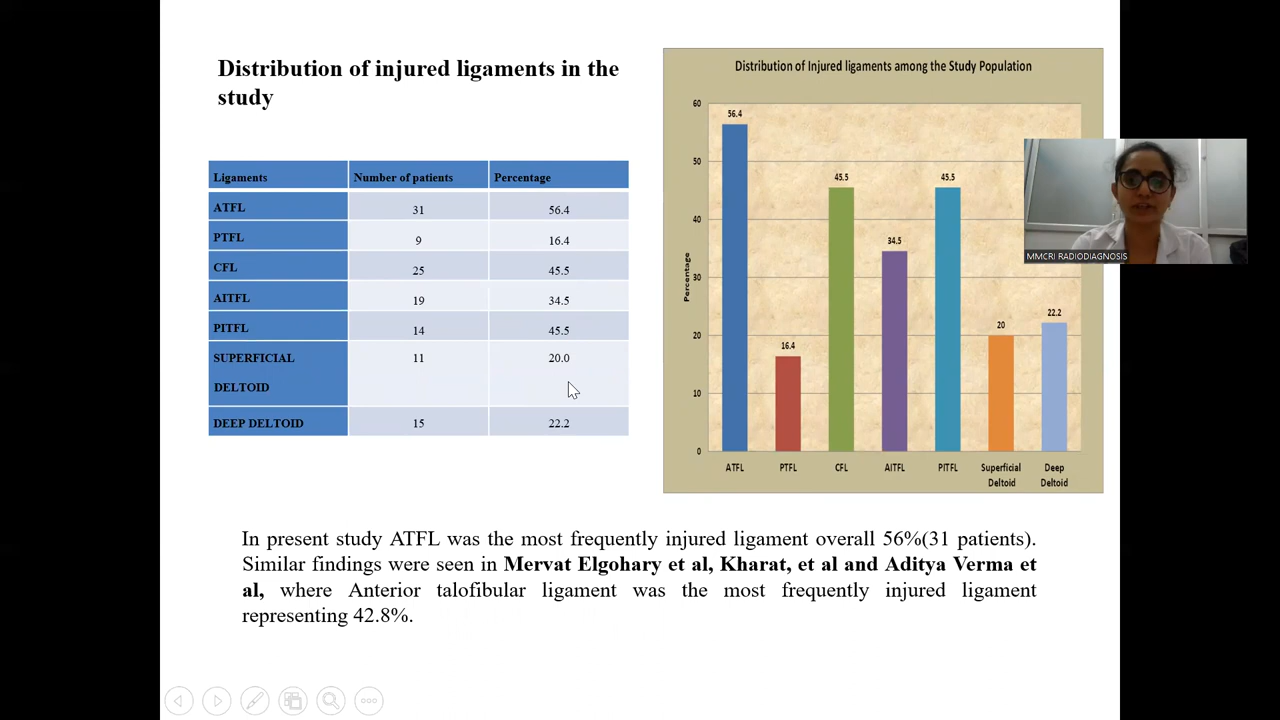 Distribution of injured ligaments in the
study
Ligaments Number of patients Percentage
ATFL 31 56.4
PTFL 9 16.4
CFL 25 45.5
AITFL 19 34.5
PITFL 14 45.5
SUPERFICIAL 11 20.0
DELTOID
DEEP DELTOID 15 22.2
Distribution of Injured ligaments among the Study Population
Percentage
60
50
40
30
20
10
0
56.4
16.4
45.5
34.5
45.5
20
22.2
ATFL PTFL CFL AITFL PITFL Superficial Deep
Deltoid Deltoid
MMCRI RADIODIAGNOSIS
In present study ATFL was the most frequently injured ligament overall 56%(31 patients).
Similar findings were seen in Mervat Elgohary et al, Kharat, et al and Aditya Verma et
al, where Anterior talofibular ligament was the most frequently injured ligament
representing 42.8%.